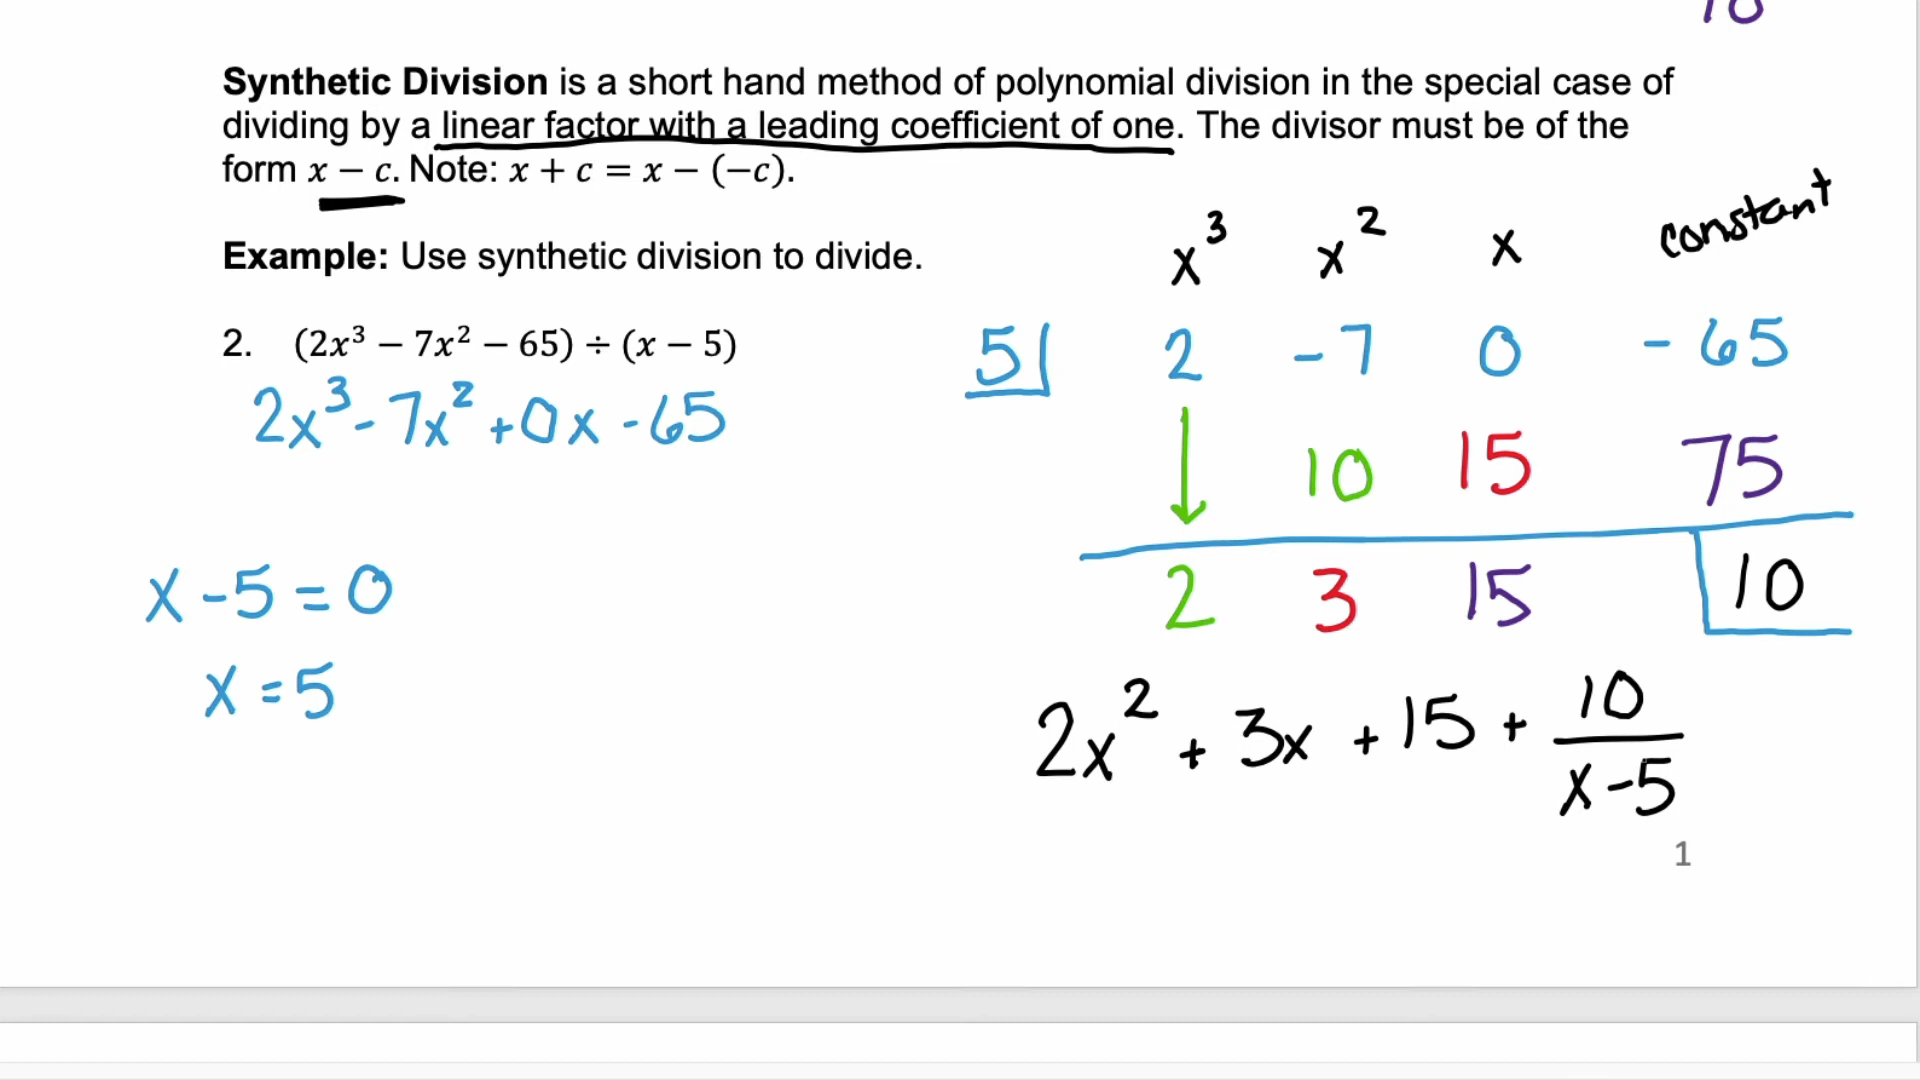 10
Synthetic Division is a short hand method of polynomial division in the special case of
dividing by a linear factor with a leading coefficient of one. The divisor must be of the
form x − c. Note: x + c = x − (−c).
Example: Use synthetic division to divide.
2. (2x³ − 7x² − 65) ÷ (x − 5)
2x³ - 7x² + 0x - 65
x - 5 = 0
x = 5
x³ x² x constant
5 2 -7 0 -65
10 15 75
2 3 15 10
2x² + 3x + 15 + 10/(x-5)
1